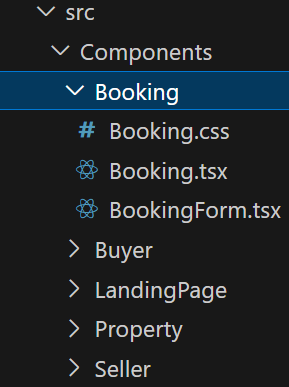 src
Components
Booking
# Booking.css
Booking.tsx
BookingForm.tsx
Buyer
LandingPage
Property
Seller